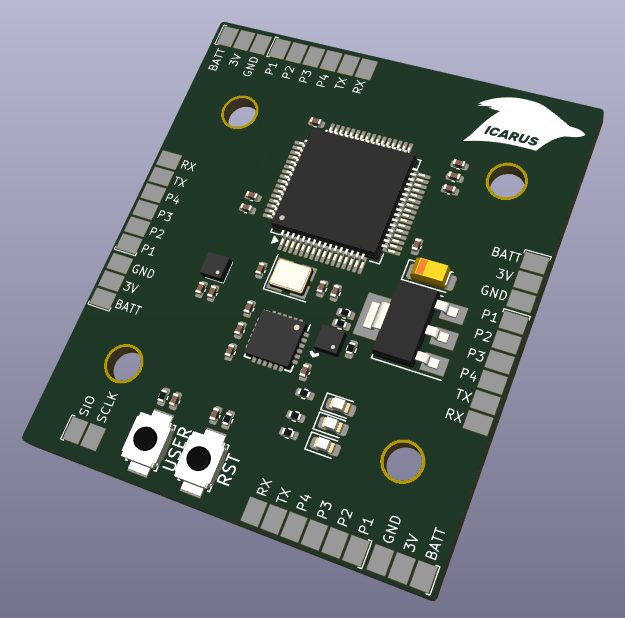 BATT
3V
GND
P1
P2
P3
P4
TX
RX
ICARUS
RX
TX
P4
P3
P2
P1
GND
3V
BATT
BATT
3V
GND
P1
P2
P3
P4
TX
RX
SIO
SCLK
USER
RST
RX
TX
P4
P3
P2
P1
GND
3V
BATT